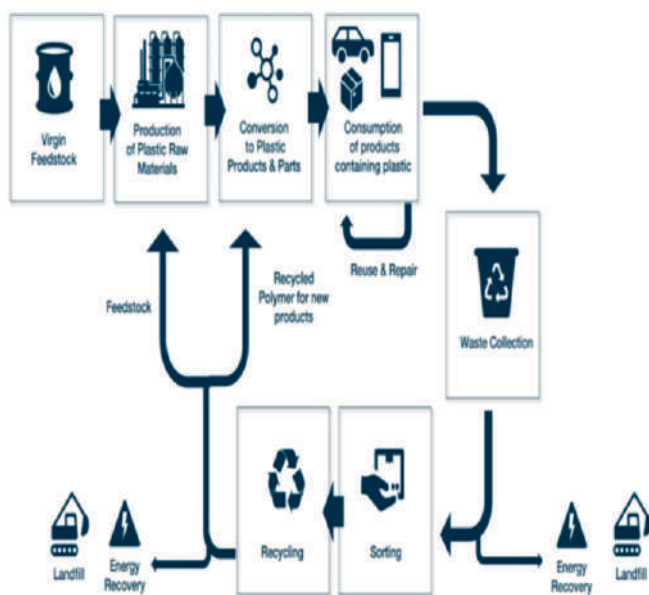 Virgin
Feedstock
Production
of Plastic Raw
Materials
Conversion
to Plastic
Products & Parts
Consumption
of products
containing plastic
Reuse & Repair
Feedstock
Recycled
Polymer for new
products
Waste Collection
Recycling
Sorting
Landfill
Energy
Recovery
Energy
Recovery
Landfill